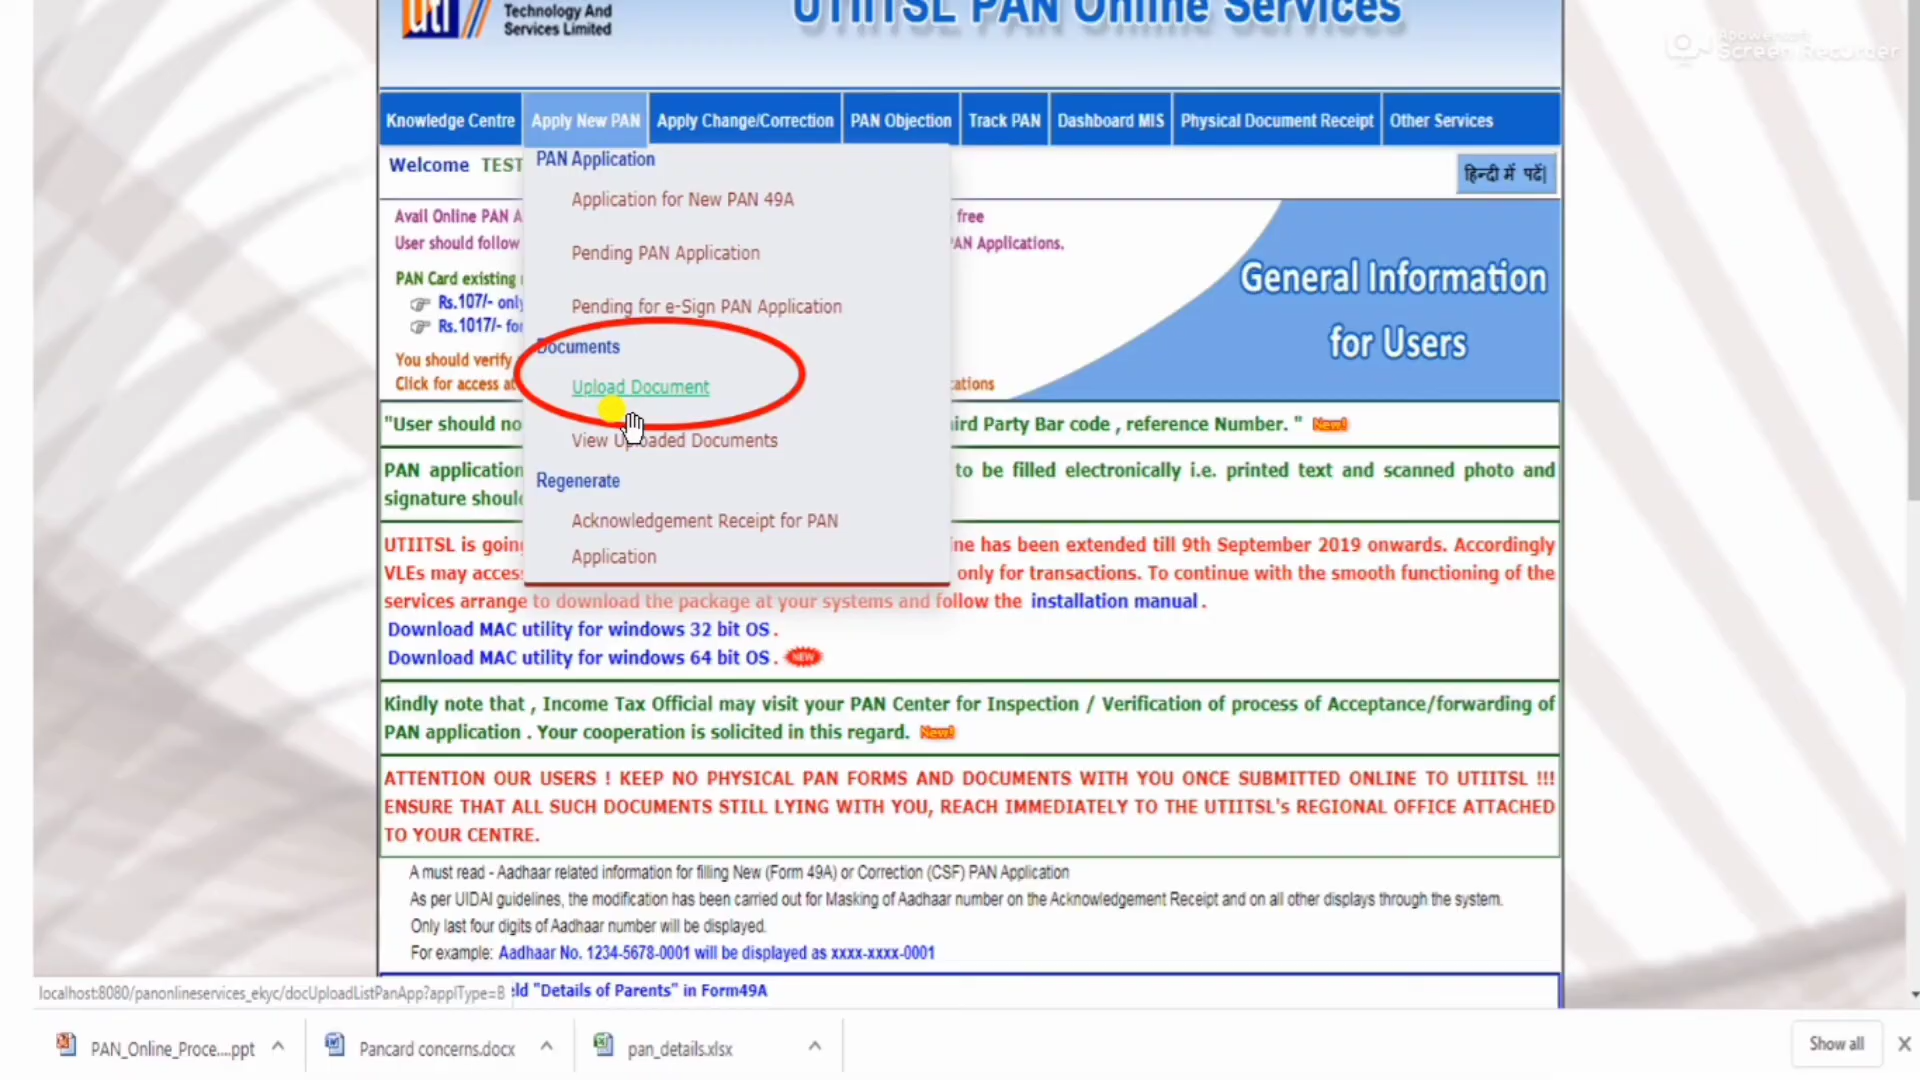 uti Technology And
Services Limited
UTIITSL PAN Online Services
Apowersoft
Screen Recorder
Knowledge Centre Apply New PAN Apply Change/Correction PAN Objection Track PAN Dashboard MIS Physical Document Receipt Other Services
Welcome TEST
हिन्दी में पढें|
PAN Application
Application for New PAN 49A
Pending PAN Application
Pending for e-Sign PAN Application
Documents
Upload Document
View Uploaded Documents
Regenerate
Acknowledgement Receipt for PAN
Application
Avail Online PAN A free
User should follow AN Applications.
PAN Card existing
Rs.107/- only
Rs.1017/- for
You should verify
Click for access at cations
General Information
for Users
"User should no ird Party Bar code , reference Number. " New!
PAN application to be filled electronically i.e. printed text and scanned photo and
signature should
UTIITSL is going ne has been extended till 9th September 2019 onwards. Accordingly
VLEs may access only for transactions. To continue with the smooth functioning of the
services arrange to download the package at your systems and follow the installation manual .
Download MAC utility for windows 32 bit OS .
Download MAC utility for windows 64 bit OS . NEW
Kindly note that , Income Tax Official may visit your PAN Center for Inspection / Verification of process of Acceptance/forwarding of
PAN application . Your cooperation is solicited in this regard. New!
ATTENTION OUR USERS ! KEEP NO PHYSICAL PAN FORMS AND DOCUMENTS WITH YOU ONCE SUBMITTED ONLINE TO UTIITSL !!!
ENSURE THAT ALL SUCH DOCUMENTS STILL LYING WITH YOU, REACH IMMEDIATELY TO THE UTIITSL's REGIONAL OFFICE ATTACHED
TO YOUR CENTRE.
A must read - Aadhaar related information for filling New (Form 49A) or Correction (CSF) PAN Application
As per UIDAI guidelines, the modification has been carried out for Masking of Aadhaar number on the Acknowledgement Receipt and on all other displays through the system.
Only last four digits of Aadhaar number will be displayed.
For example: Aadhaar No. 1234-5678-0001 will be displayed as xxxx-xxxx-0001
localhost:8080/panonlineservices_ekyc/docUploadListPanApp?applType=B eld "Details of Parents" in Form49A
PAN_Online_Proce....ppt Pancard concerns.docx pan_details.xlsx Show all X